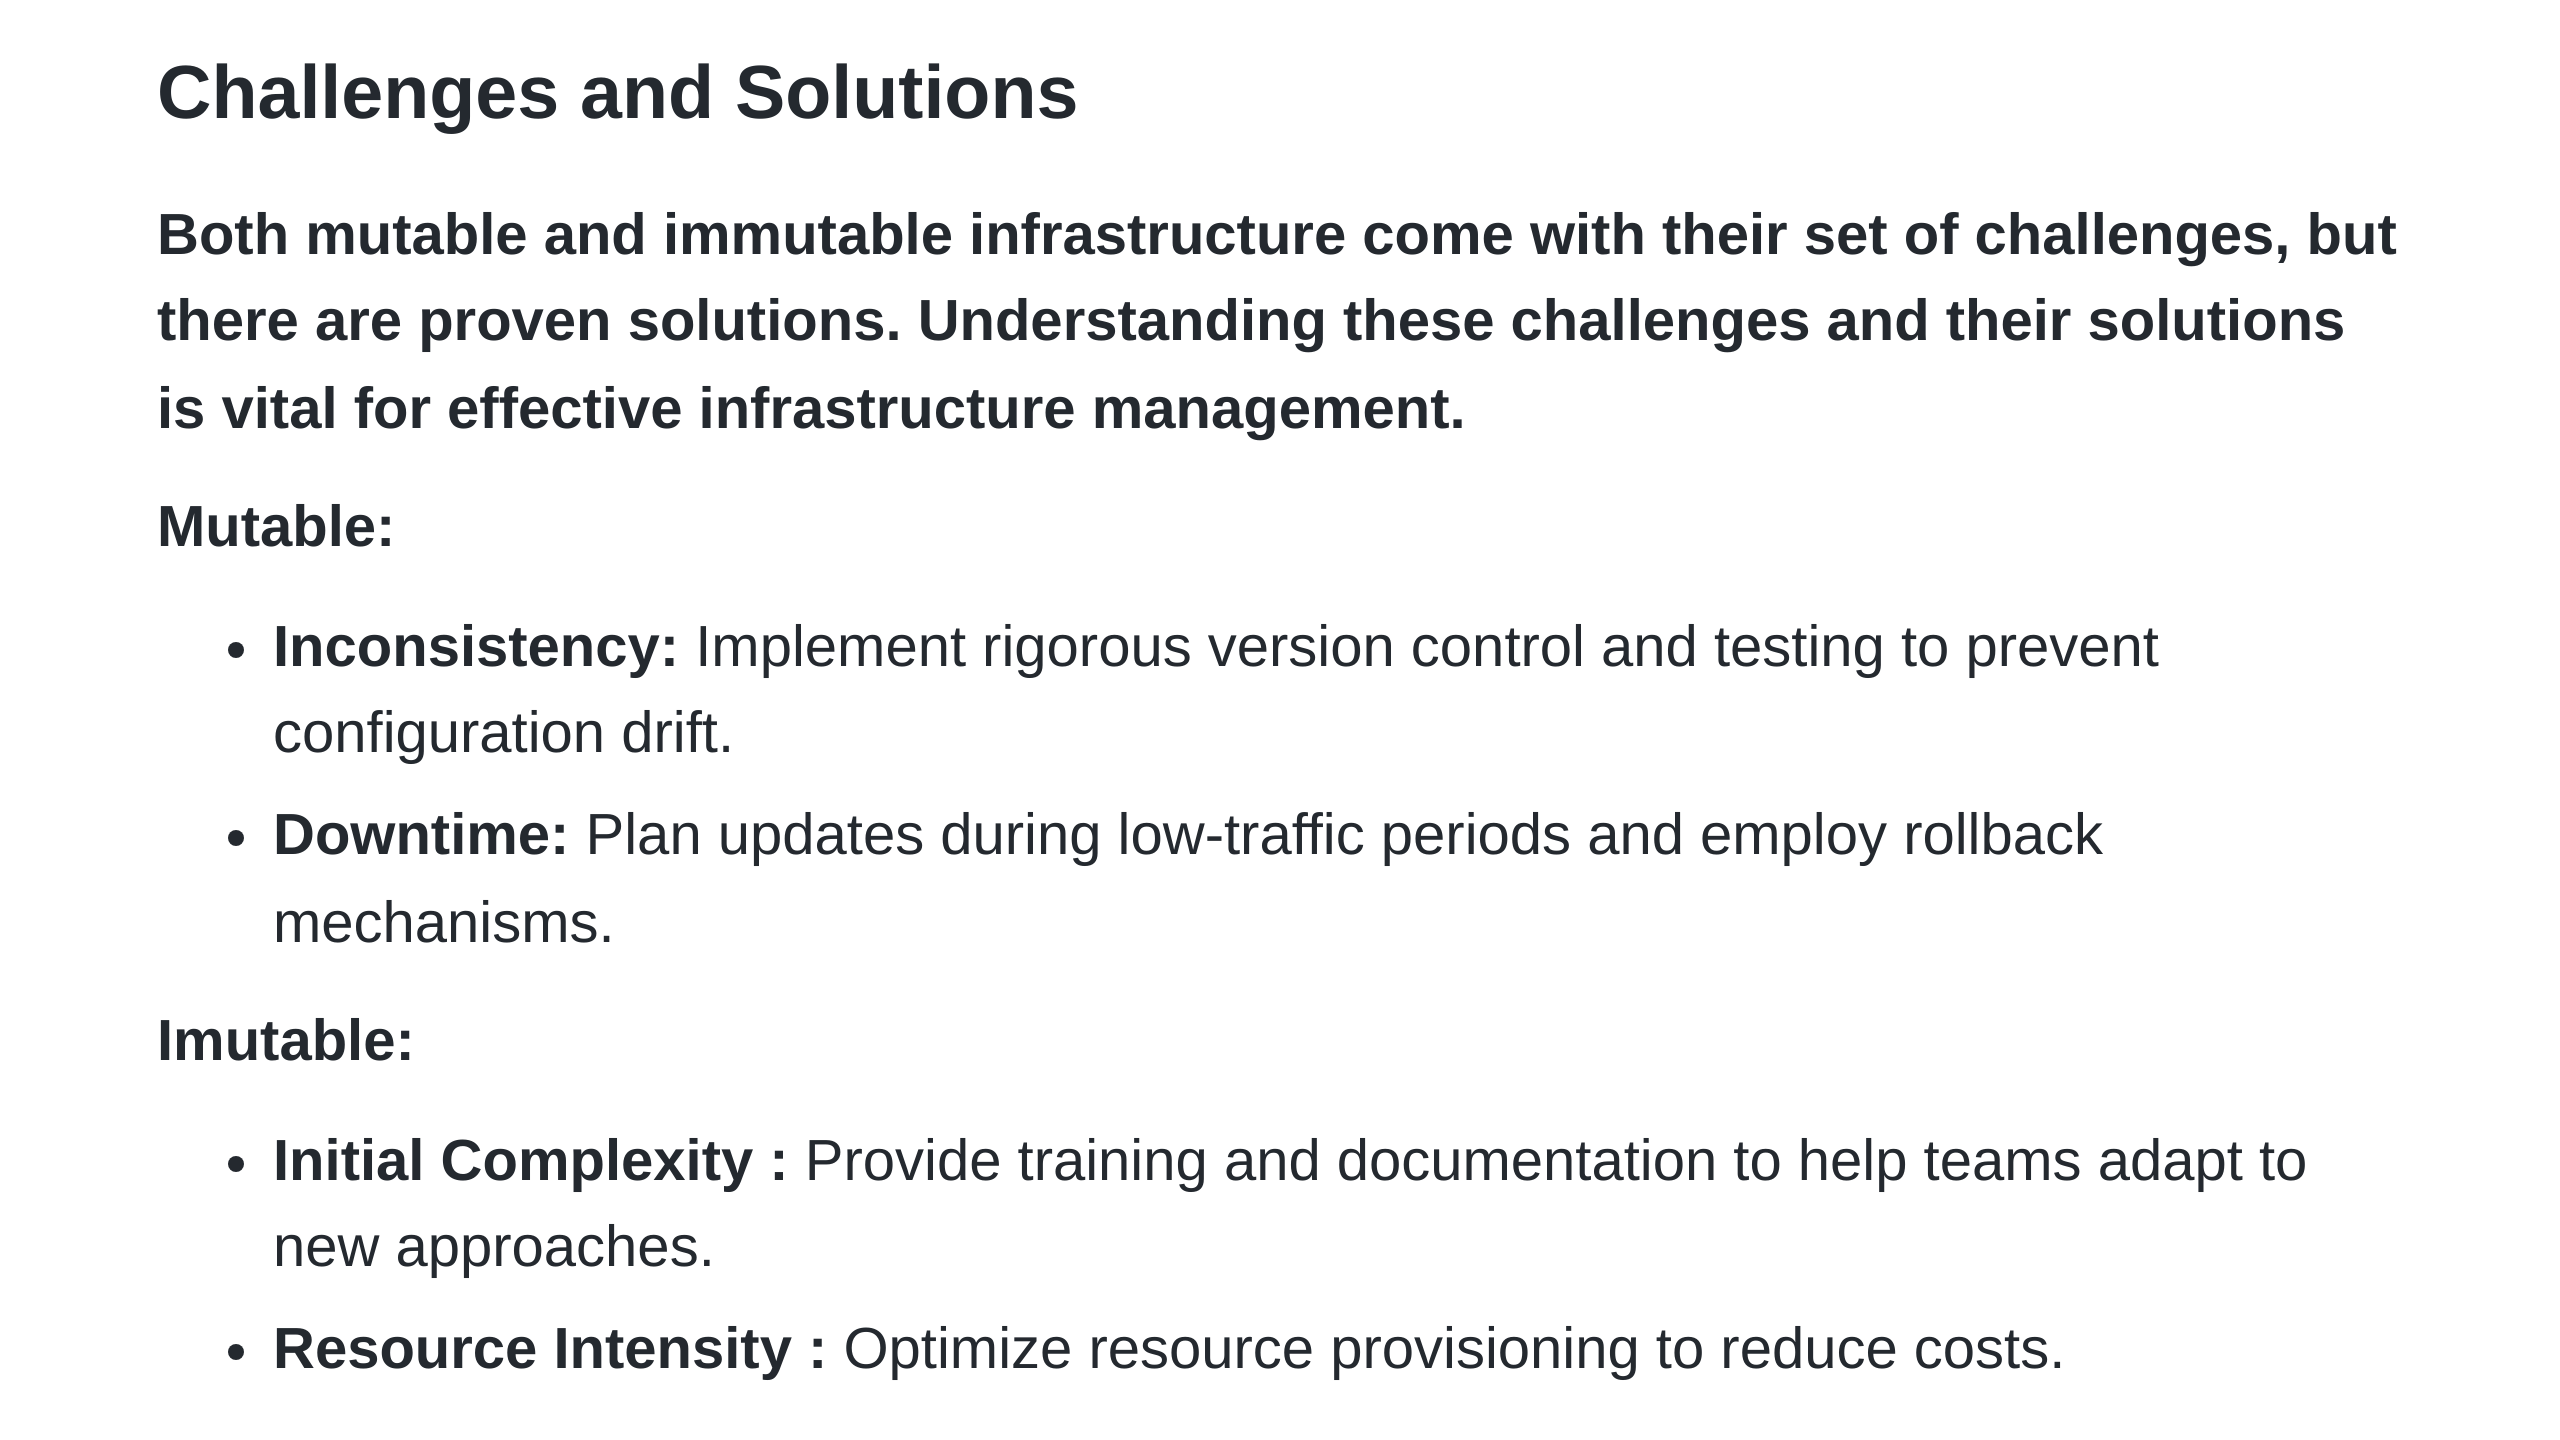 Challenges and Solutions
Both mutable and immutable infrastructure come with their set of challenges, but
there are proven solutions. Understanding these challenges and their solutions
is vital for effective infrastructure management.
Mutable:
• Inconsistency: Implement rigorous version control and testing to prevent
configuration drift.
• Downtime: Plan updates during low-traffic periods and employ rollback
mechanisms.
Imutable:
• Initial Complexity : Provide training and documentation to help teams adapt to
new approaches.
• Resource Intensity : Optimize resource provisioning to reduce costs.